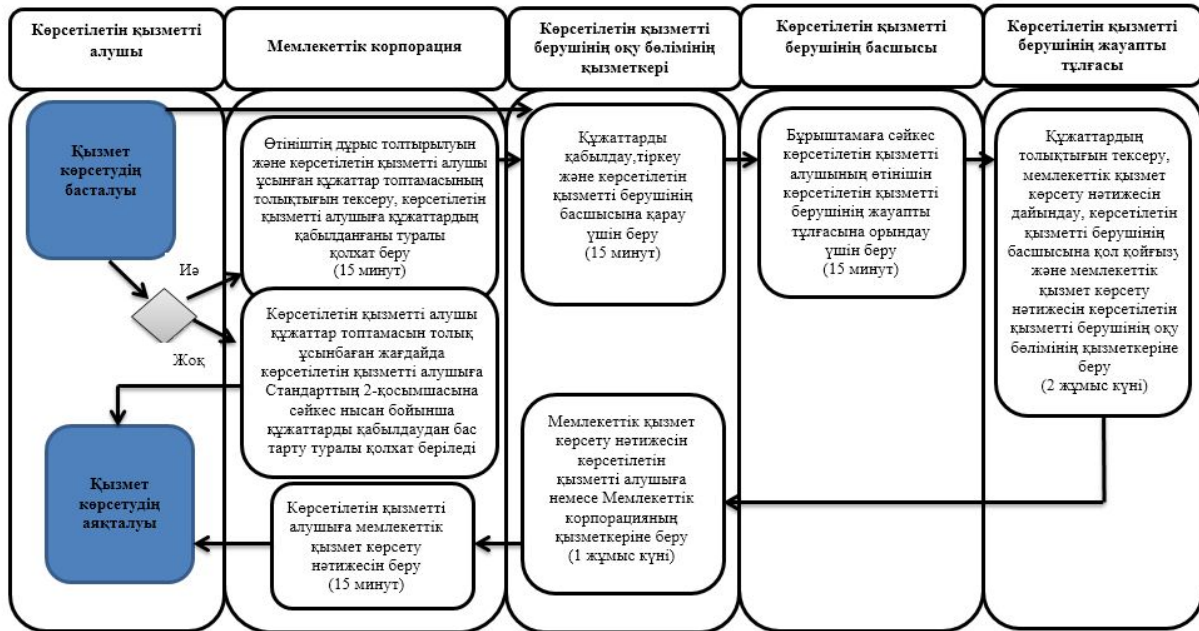 Көрсетілетін қызметті
алушы
Мемлекеттік корпорация
Көрсетілетін қызметті
берушінің оқу бөлімінің
қызметкері
Көрсетілетін қызметті
берушінің басшысы
Көрсетілетін қызметті
берушінің жауапты
тұлғасы
Қызмет
көрсетудің
басталуы
Иә
Жоқ
Қызмет
көрсетудің
аяқталуы
Өтініштің дұрыс толтырылуын
және көрсетілетін қызметті алушы
ұсынған құжаттар топтамасының
толықтығын тексеру, көрсетілетін
қызметті алушыға құжаттардың
қабылданғаны туралы
қолхат беру
(15 минут)
Көрсетілетін қызметті алушы
құжаттар топтамасын толық
ұсынбаған жағдайда
көрсетілетін қызметті алушыға
Стандарттың 2-қосымшасына
сәйкес нысан бойынша
құжаттарды қабылдаудан бас
тарту туралы қолхат беріледі
Көрсетілетін қызметті
алушыға мемлекеттік
қызмет көрсету
нәтижесін беру
(15 минут)
Құжаттарды
қабылдау,тіркеу
және көрсетілетін
қызметті берушінің
басшысына қарау
үшін беру
(15 минут)
Мемлекеттік қызмет
көрсету нәтижесін
көрсетілетін
қызметті алушыға
немесе Мемлекеттік
корпорацияның
қызметкеріне беру
(1 жұмыс күні)
Бұрыштамаға сәйкес
көрсетілетін қызметті
алушының өтінішін
көрсетілетін қызметті
берушінің жауапты
тұлғасына орындау
үшін беру
(15 минут)
Құжаттардың
толықтығын тексеру,
мемлекеттік қызмет
көрсету нәтижесін
дайындау, көрсетілетін
қызметті берушінің
басшысына қол қойғызу
және мемлекеттік
қызмет көрсету
нәтижесін көрсетілетін
қызметті берушінің оқу
бөлімінің қызметкеріне
беру
(2 жұмыс күні)